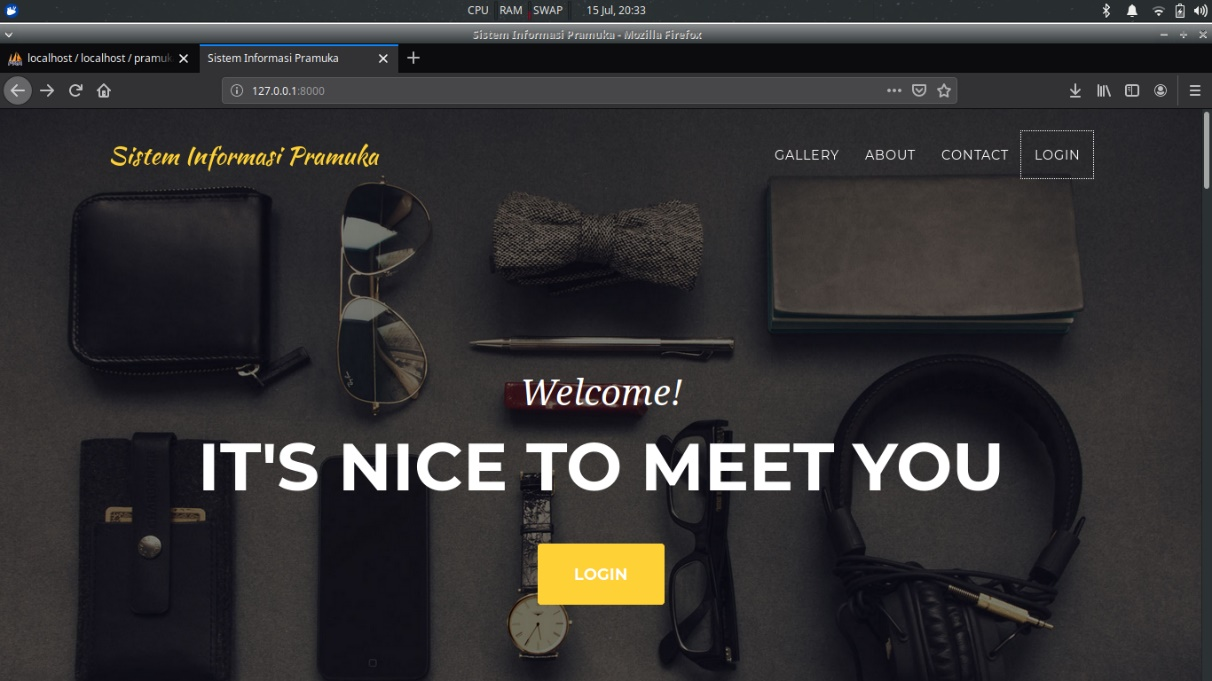 CPU RAM SWAP 15 Jul, 20:33
Sistem Informasi Pramuka - Mozilla Firefox
localhost / localhost / pramuk
Sistem Informasi Pramuka
127.0.0.1:8000
Sistem Informasi Pramuka
GALLERY ABOUT CONTACT LOGIN
Welcome!
IT'S NICE TO MEET YOU
LOGIN